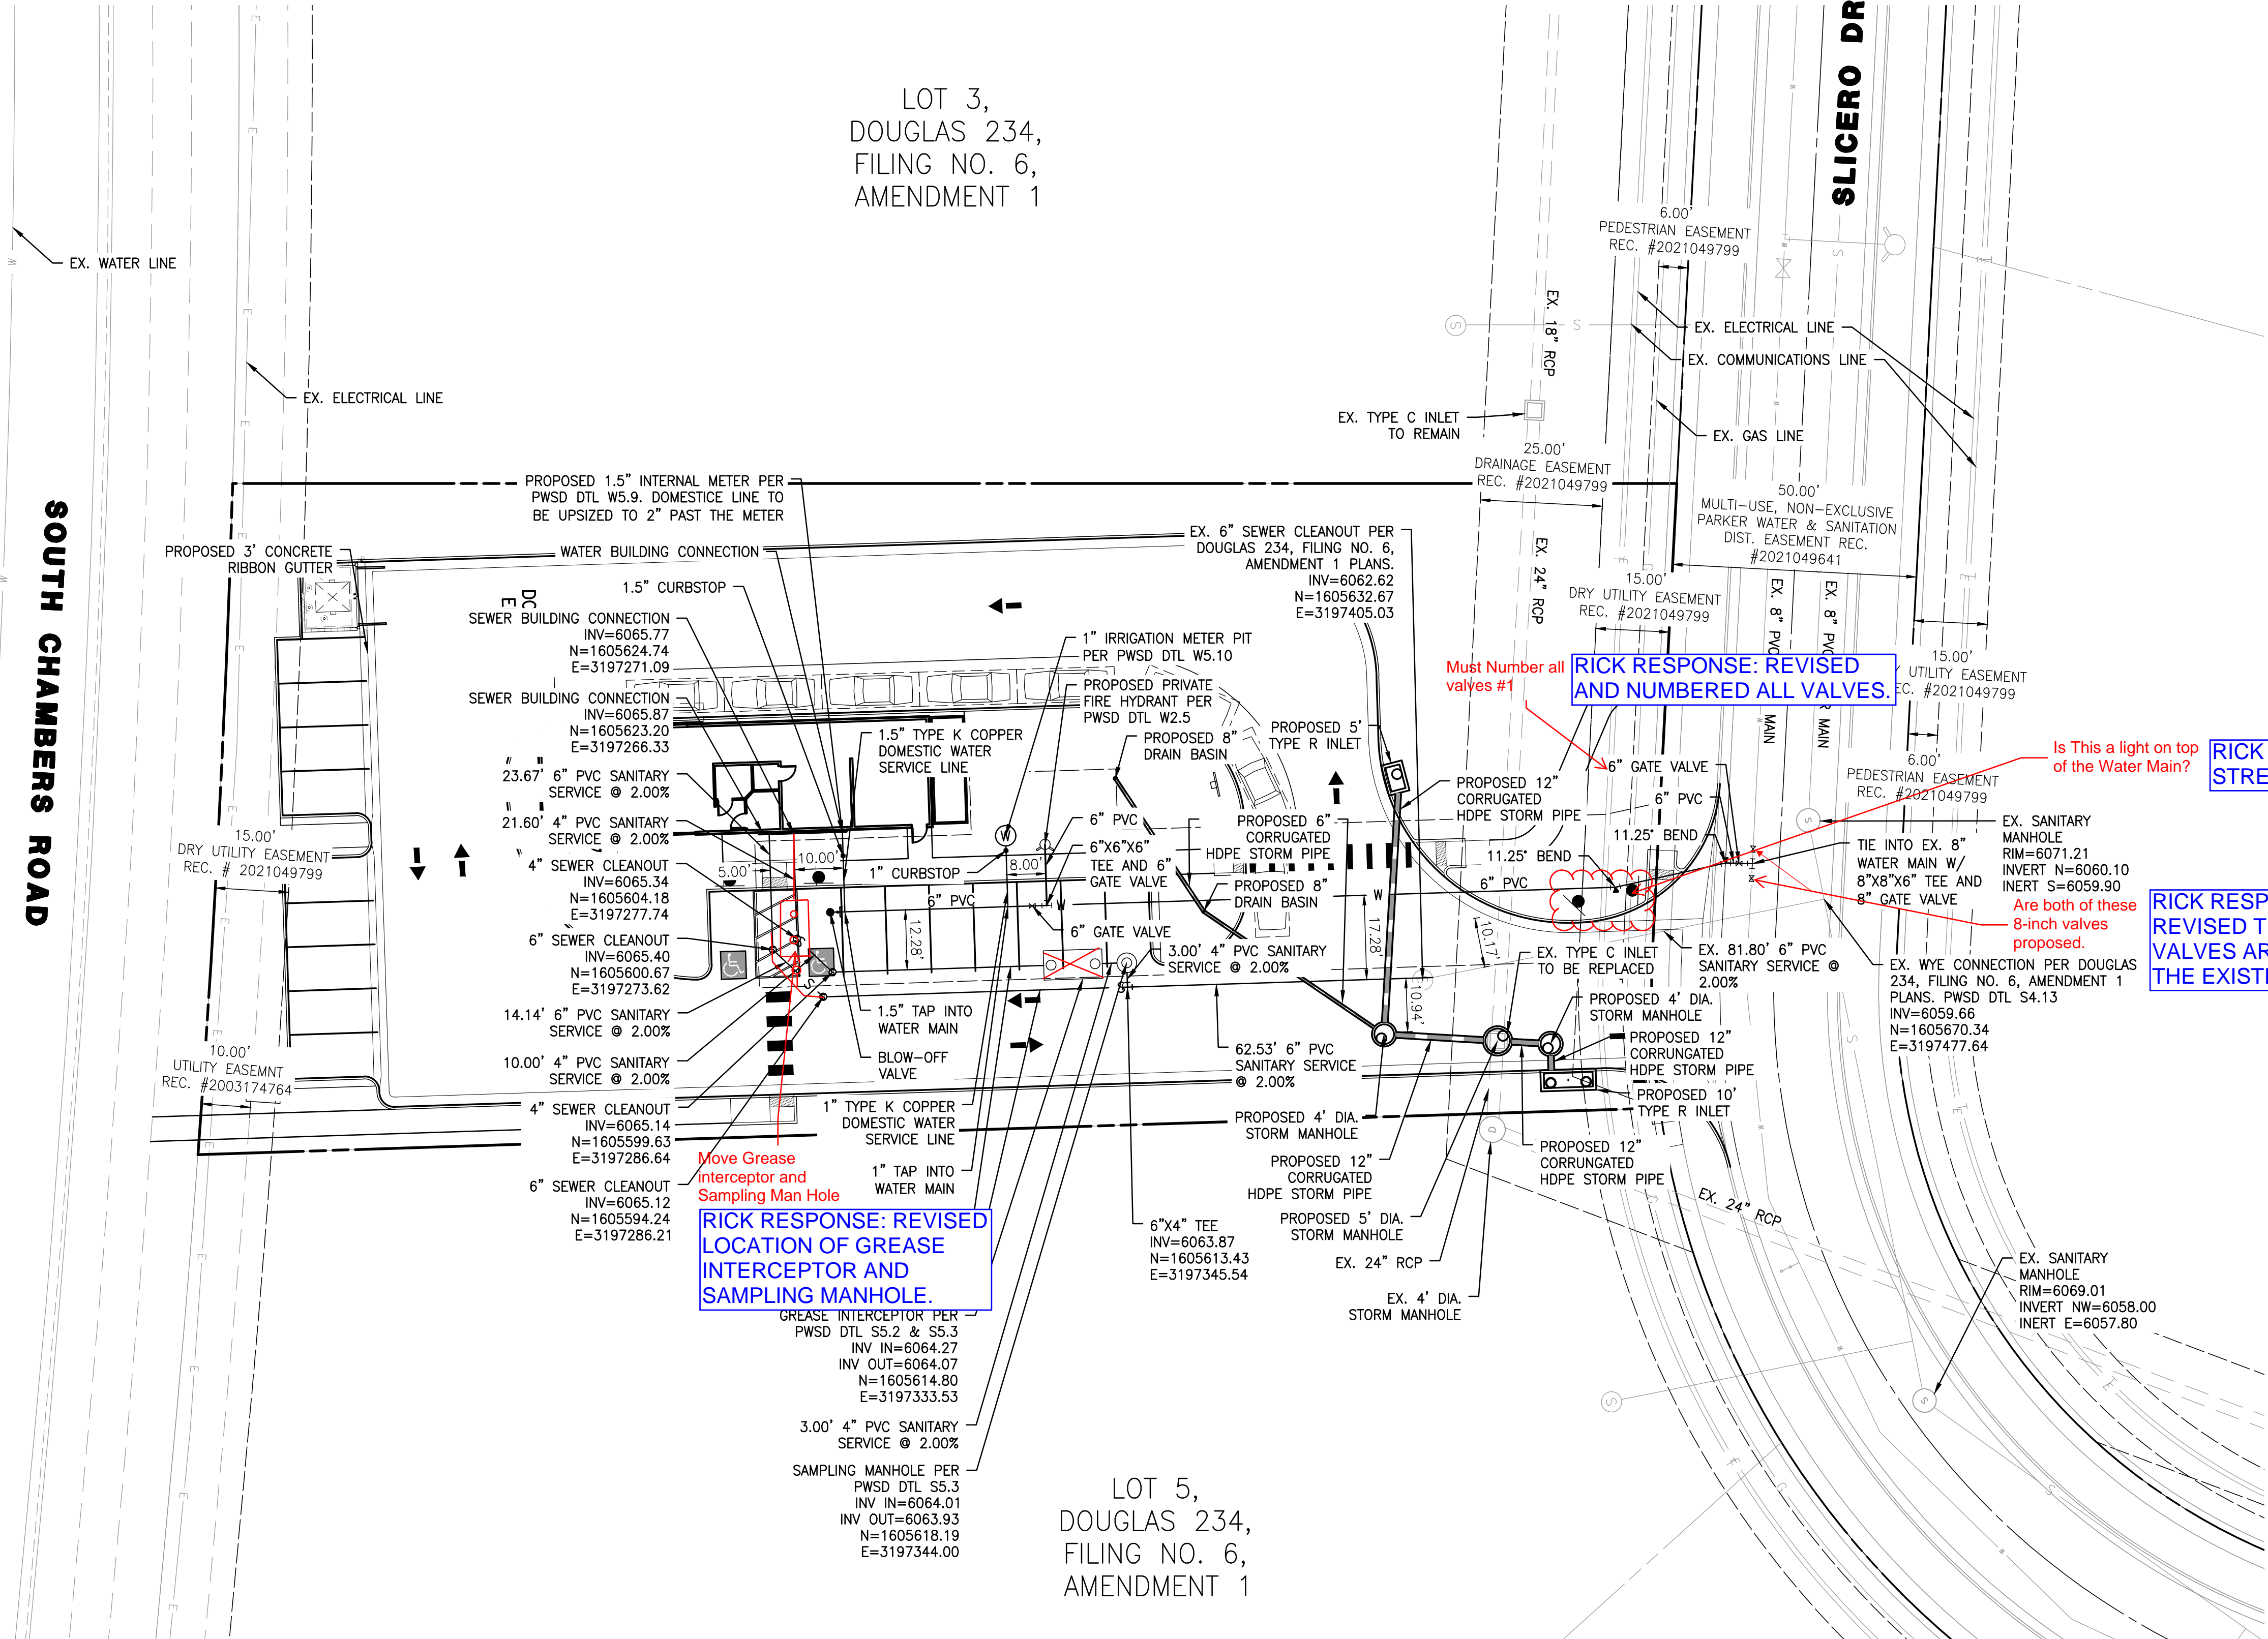 LOT 3,
DOUGLAS 234,
FILING NO. 6,
AMENDMENT 1
SLICERO DR
SOUTH CHAMBERS ROAD
EX. WATER LINE
EX. ELECTRICAL LINE
6.00'
PEDESTRIAN EASEMENT
REC. #2021049799
EX. 18" RCP
EX. ELECTRICAL LINE
EX. COMMUNICATIONS LINE
EX. GAS LINE
EX. TYPE C INLET
TO REMAIN
25.00'
DRAINAGE EASEMENT
REC. #2021049799
50.00'
MULTI-USE, NON-EXCLUSIVE
PARKER WATER & SANITATION
DIST. EASEMENT REC.
#2021049641
PROPOSED 1.5" INTERNAL METER PER
PWSD DTL W5.9. DOMESTICE LINE TO
BE UPSIZED TO 2" PAST THE METER
PROPOSED 3' CONCRETE
RIBBON GUTTER
WATER BUILDING CONNECTION
1.5" CURBSTOP
DC
E
EX. 6" SEWER CLEANOUT PER
DOUGLAS 234, FILING NO. 6,
AMENDMENT 1 PLANS.
INV=6062.62
N=1605632.67
E=3197405.03
EX. 24" RCP
15.00'
DRY UTILITY EASEMENT
REC. #2021049799
EX. 8" PVC
MAIN
EX. 8" PVC
MAIN
15.00'
UTILITY EASEMENT
EC. #2021049799
SEWER BUILDING CONNECTION
INV=6065.77
N=1605624.74
E=3197271.09
SEWER BUILDING CONNECTION
INV=6065.87
N=1605623.20
E=3197266.33
1" IRRIGATION METER PIT
PER PWSD DTL W5.10
PROPOSED PRIVATE
FIRE HYDRANT PER
PWSD DTL W2.5
Must Number all
valves #1
RICK RESPONSE: REVISED
AND NUMBERED ALL VALVES.
1.5" TYPE K COPPER
DOMESTIC WATER
SERVICE LINE
PROPOSED 8"
DRAIN BASIN
PROPOSED 5'
TYPE R INLET
23.67' 6" PVC SANITARY
SERVICE @ 2.00%
21.60' 4" PVC SANITARY
SERVICE @ 2.00%
PROPOSED 12"
CORRUGATED
HDPE STORM PIPE
6" GATE VALVE
6" PVC
11.25° BEND
11.25° BEND
6" PVC
Is This a light on top
of the Water Main?
RICK
STRE
6.00'
PEDESTRIAN EASEMENT
REC. #2021049799
EX. SANITARY
MANHOLE
RIM=6071.21
INVERT N=6060.10
INERT S=6059.90
TIE INTO EX. 8"
WATER MAIN W/
8"X8"X6" TEE AND
8" GATE VALVE
Are both of these
8-inch valves
proposed.
RICK RESP
REVISED T
VALVES AR
THE EXISTI
15.00'
DRY UTILITY EASEMENT
REC. # 2021049799
4" SEWER CLEANOUT
INV=6065.34
N=1605604.18
E=3197277.74
5.00'
10.00'
1" CURBSTOP
8.00'
6" PVC
6"X6"X6"
TEE AND 6"
GATE VALVE
PROPOSED 6"
CORRUGATED
HDPE STORM PIPE
PROPOSED 8"
DRAIN BASIN
W
W
W
6" PVC
6" GATE VALVE
12.28'
17.28'
10.17'
10.94'
3.00' 4" PVC SANITARY
SERVICE @ 2.00%
6" SEWER CLEANOUT
INV=6065.40
N=1605600.67
E=3197273.62
EX. TYPE C INLET
TO BE REPLACED
EX. 81.80' 6" PVC
SANITARY SERVICE @
2.00%
EX. WYE CONNECTION PER DOUGLAS
234, FILING NO. 6, AMENDMENT 1
PLANS. PWSD DTL S4.13
INV=6059.66
N=1605670.34
E=3197477.64
14.14' 6" PVC SANITARY
SERVICE @ 2.00%
1.5" TAP INTO
WATER MAIN
BLOW-OFF
VALVE
PROPOSED 4' DIA.
STORM MANHOLE
PROPOSED 12"
CORRUNGATED
HDPE STORM PIPE
62.53' 6" PVC
SANITARY SERVICE
@ 2.00%
10.00'
UTILITY EASEMNT
REC. #2003174764
10.00' 4" PVC SANITARY
SERVICE @ 2.00%
4" SEWER CLEANOUT
INV=6065.14
N=1605599.63
E=3197286.64
1" TYPE K COPPER
DOMESTIC WATER
SERVICE LINE
PROPOSED 4' DIA.
STORM MANHOLE
PROPOSED 10'
TYPE R INLET
Move Grease
interceptor and
Sampling Man Hole
1" TAP INTO
WATER MAIN
PROPOSED 12"
CORRUGATED
HDPE STORM PIPE
PROPOSED 12"
CORRUNGATED
HDPE STORM PIPE
6" SEWER CLEANOUT
INV=6065.12
N=1605594.24
E=3197286.21
RICK RESPONSE: REVISED
LOCATION OF GREASE
INTERCEPTOR AND
SAMPLING MANHOLE.
6"X4" TEE
INV=6063.87
N=1605613.43
E=3197345.54
PROPOSED 5' DIA.
STORM MANHOLE
EX. 24" RCP
EX. 24" RCP
EX. 4' DIA.
STORM MANHOLE
EX. SANITARY
MANHOLE
RIM=6069.01
INVERT NW=6058.00
INERT E=6057.80
GREASE INTERCEPTOR PER
PWSD DTL S5.2 & S5.3
INV IN=6064.27
INV OUT=6064.07
N=1605614.80
E=3197333.53
3.00' 4" PVC SANITARY
SERVICE @ 2.00%
SAMPLING MANHOLE PER
PWSD DTL S5.3
INV IN=6064.01
INV OUT=6063.93
N=1605618.19
E=3197344.00
LOT 5,
DOUGLAS 234,
FILING NO. 6,
AMENDMENT 1